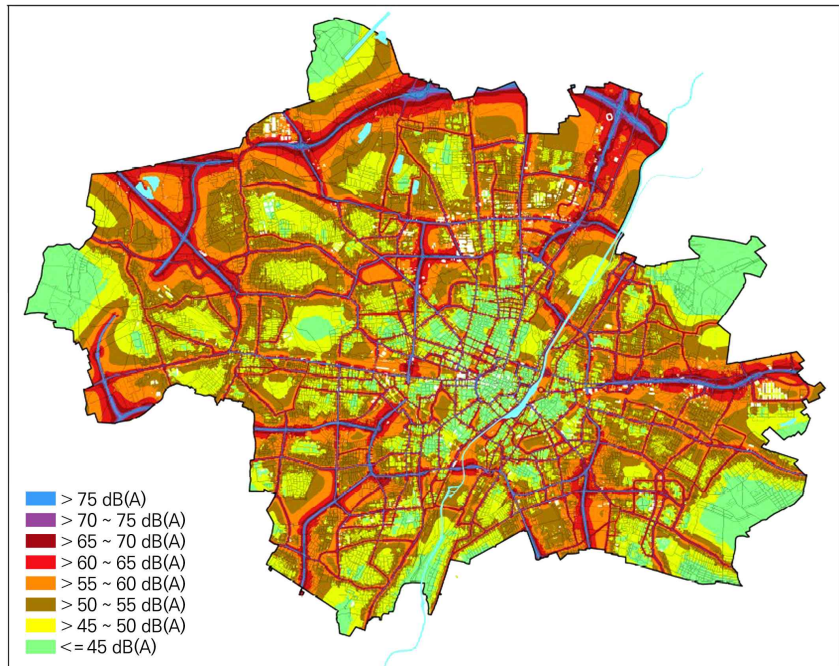 > 75 dB(A)
> 70 ~ 75 dB(A)
> 65 ~ 70 dB(A)
> 60 ~ 65 dB(A)
> 55 ~ 60 dB(A)
> 50 ~ 55 dB(A)
> 45 ~ 50 dB(A)
<= 45 dB(A)